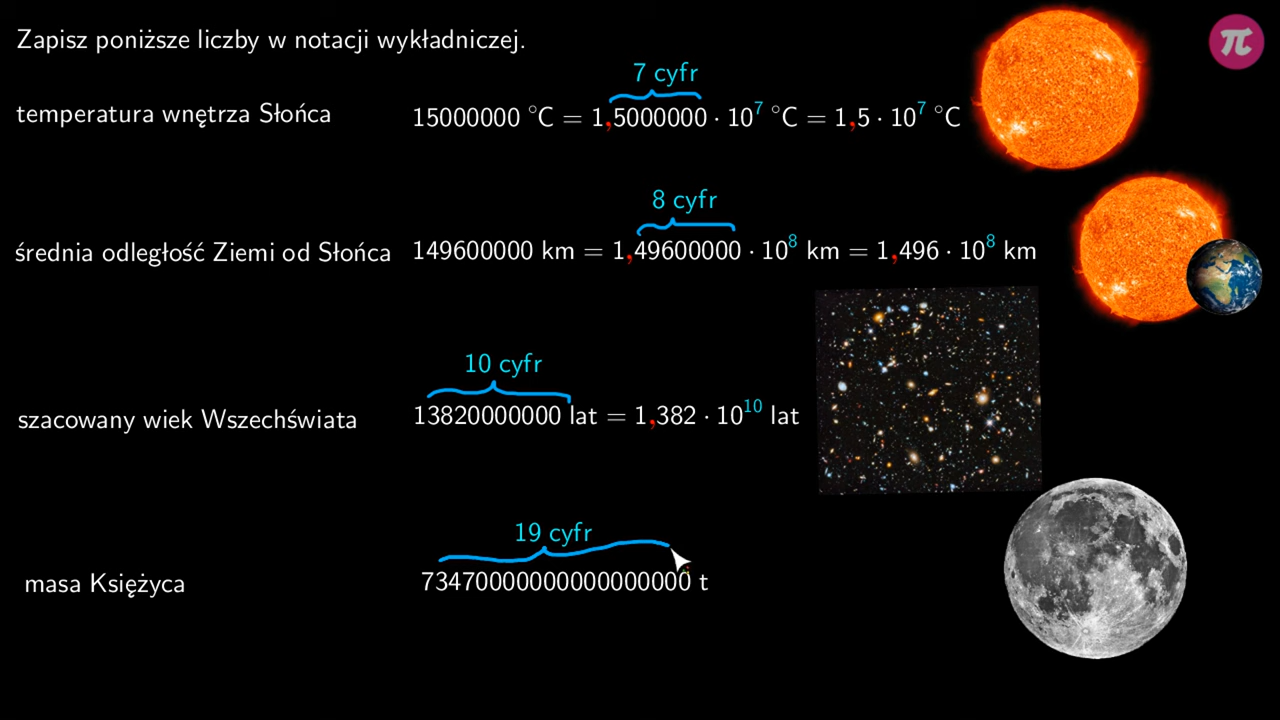 Zapisz poniższe liczby w notacji wykładniczej.
π
7 cyfr
temperatura wnętrza Słońca 15000000 °C = 1,5000000 · 10⁷ °C = 1,5 · 10⁷ °C
8 cyfr
średnia odległość Ziemi od Słońca 149600000 km = 1,49600000 · 10⁸ km = 1,496 · 10⁸ km
10 cyfr
szacowany wiek Wszechświata 13820000000 lat = 1,382 · 10¹⁰ lat
19 cyfr
masa Księżyca 73470000000000000000 t